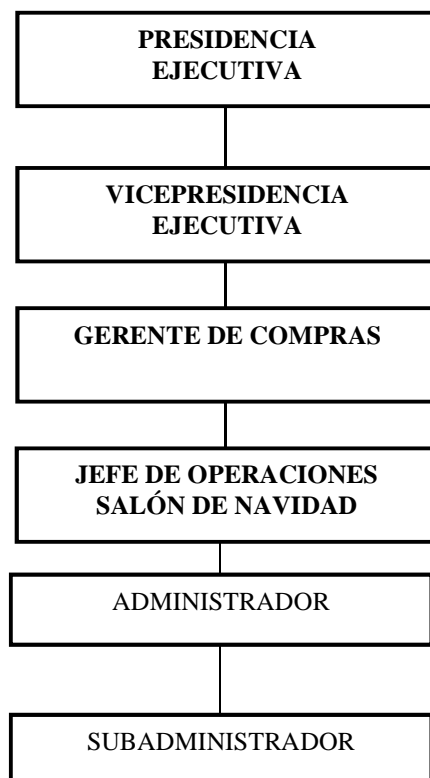 PRESIDENCIA
EJECUTIVA
VICEPRESIDENCIA
EJECUTIVA
GERENTE DE COMPRAS
JEFE DE OPERACIONES
SALÓN DE NAVIDAD
ADMINISTRADOR
SUBADMINISTRADOR